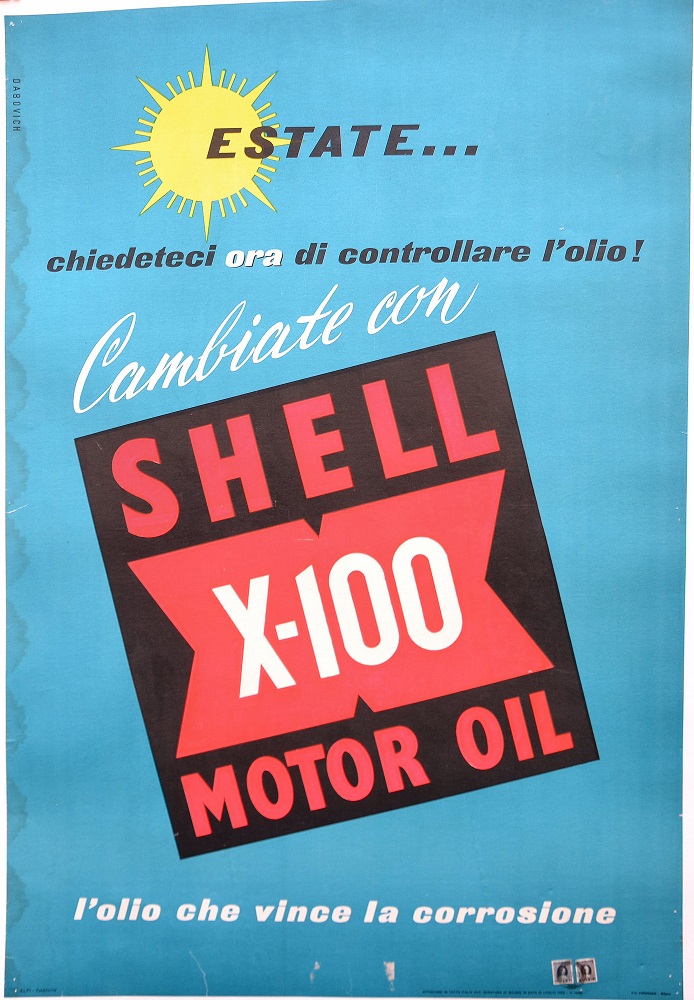 DABOVICH
ESTATE...
chiedeteci ora di controllare l'olio!
Cambiate con
SHELL
X-100
MOTOR OIL
l'olio che vince la corrosione